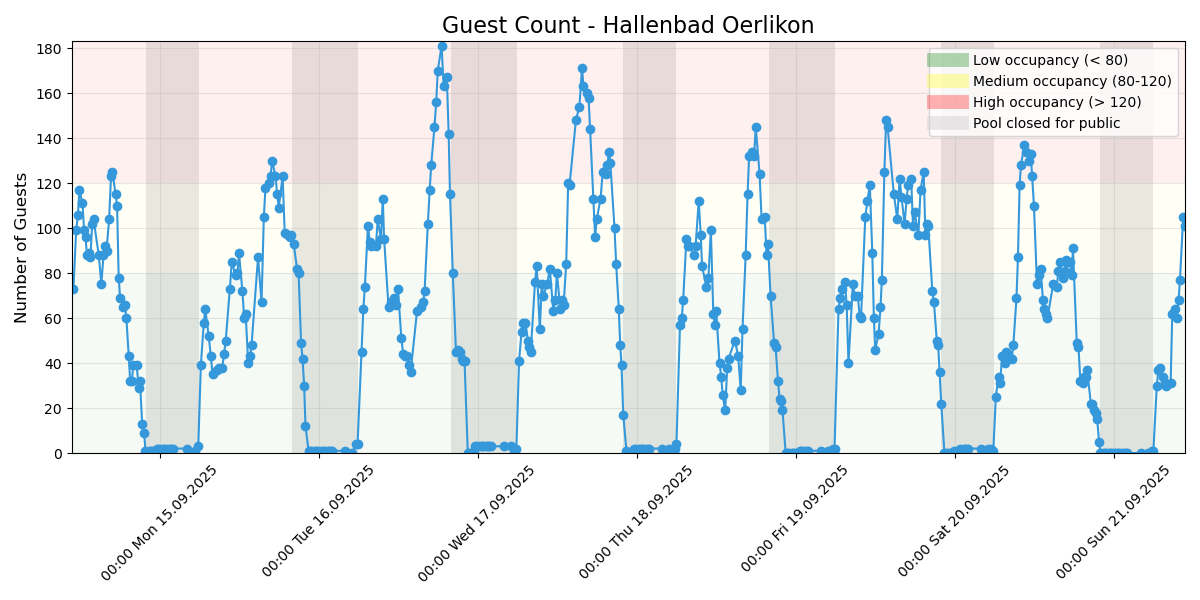 Guest Count - Hallenbad Oerlikon
Number of Guests
180
160
140
120
100
80
60
40
20
0
Low occupancy (< 80)
Medium occupancy (80-120)
High occupancy (> 120)
Pool closed for public
00:00 Mon 15.09.2025
00:00 Tue 16.09.2025
00:00 Wed 17.09.2025
00:00 Thu 18.09.2025
00:00 Fri 19.09.2025
00:00 Sat 20.09.2025
00:00 Sun 21.09.2025